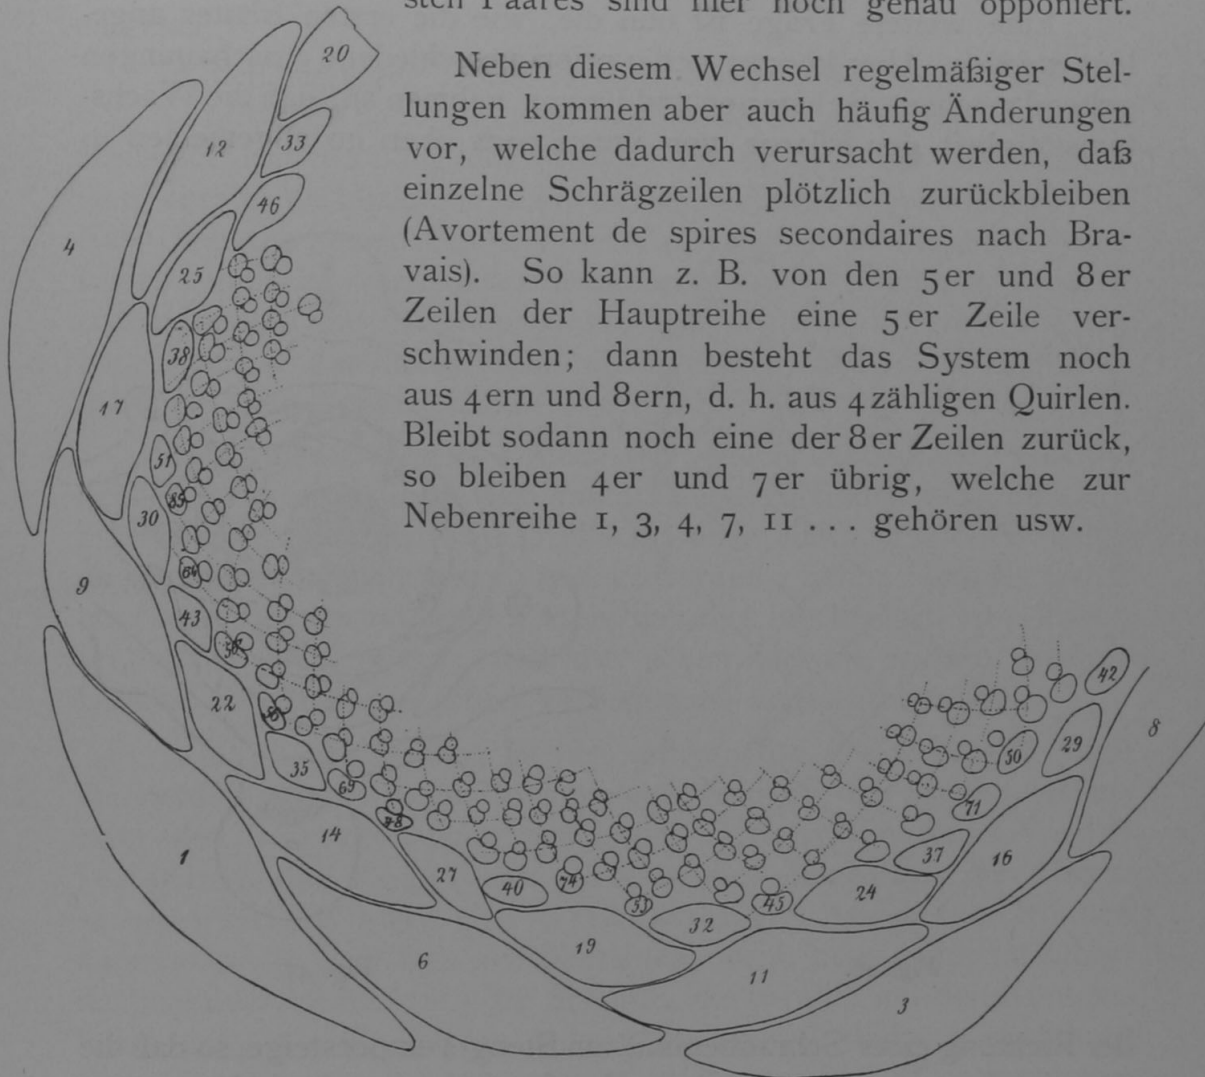 sten Paares sind hier noch genau opponiert.
Neben diesem Wechsel regelmäßiger Stel-
lungen kommen aber auch häufig Änderungen
vor, welche dadurch verursacht werden, daß
einzelne Schrägzeilen plötzlich zurückbleiben
(Avortement de spires secondaires nach Bra-
vais). So kann z. B. von den 5er und 8er
Zeilen der Hauptreihe eine 5er Zeile ver-
schwinden; dann besteht das System noch
aus 4ern und 8ern, d. h. aus 4zähligen Quirlen.
Bleibt sodann noch eine der 8er Zeilen zurück,
so bleiben 4er und 7er übrig, welche zur
Nebenreihe 1, 3, 4, 7, 11 ... gehören usw.
20
33
12
46
4
25
38
17
51
30
9
43
22
35
14
1
27
40
74
53
32
45
24
37
16
71
50
29
42
8
19
6
11
3